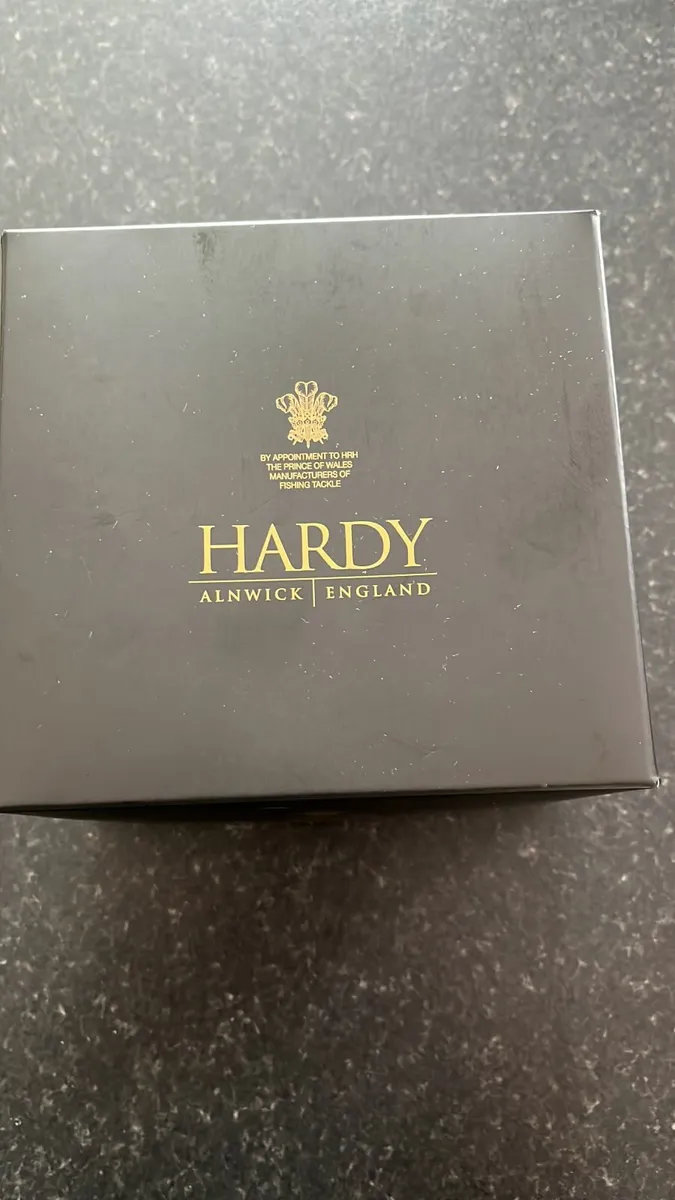 BY APPOINTMENT TO HRH
THE PRINCE OF WALES
MANUFACTURERS OF
FISHING TACKLE
HARDY
ALNWICK | ENGLAND